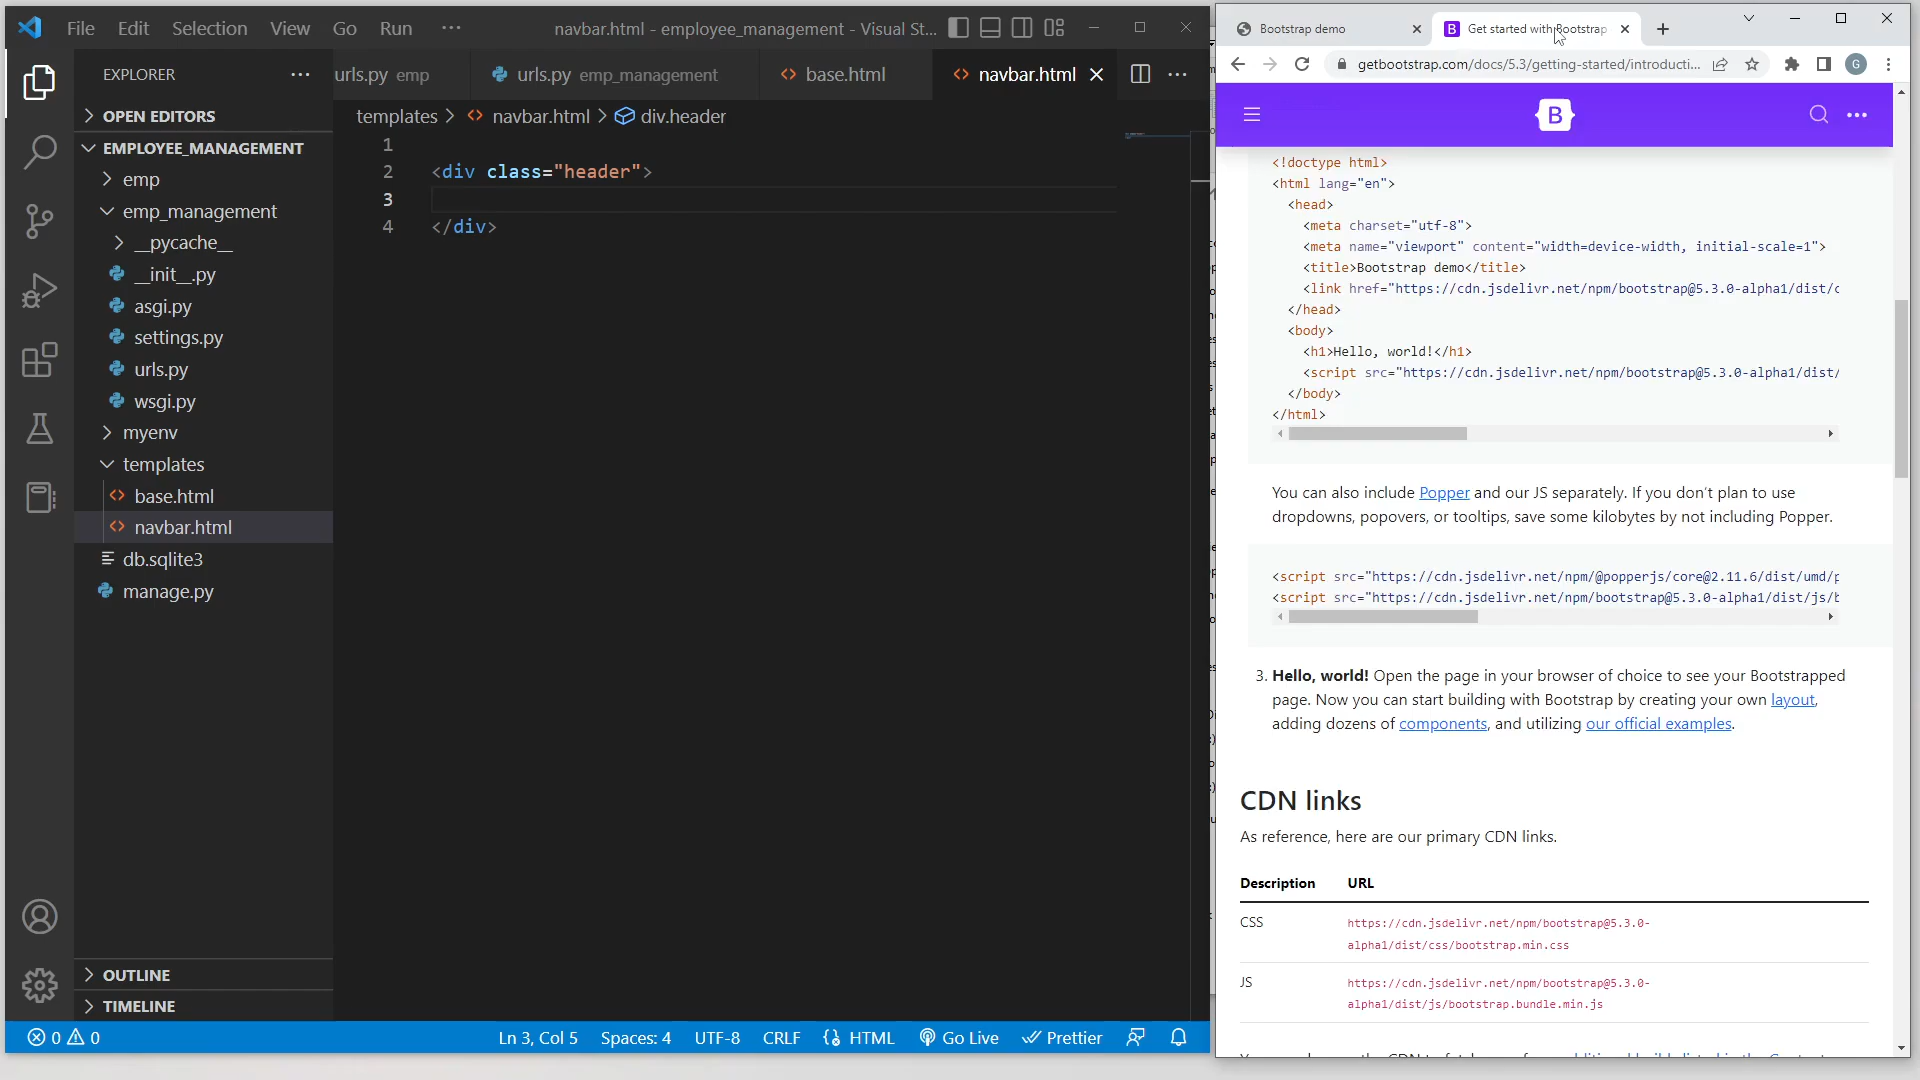 File Edit Selection View Go Run ···
navbar.html - employee_management - Visual St...
EXPLORER
OPEN EDITORS
EMPLOYEE_MANAGEMENT
emp
emp_management
__pycache__
__init__.py
asgi.py
settings.py
urls.py
wsgi.py
myenv
templates
base.html
navbar.html
db.sqlite3
manage.py
OUTLINE
TIMELINE
urls.py emp
urls.py emp_management
base.html
navbar.html
templates > navbar.html > div.header
1
2 <div class="header">
3
4 </div>
0 0
Ln 3, Col 5 Spaces: 4 UTF-8 CRLF HTML Go Live Prettier
Bootstrap demo
Get started with Bootstrap
getbootstrap.com/docs/5.3/getting-started/introducti...
G
B
<!doctype html>
<html lang="en">
<head>
<meta charset="utf-8">
<meta name="viewport" content="width=device-width, initial-scale=1">
<title>Bootstrap demo</title>
<link href="https://cdn.jsdelivr.net/npm/bootstrap@5.3.0-alpha1/dist/c
</head>
<body>
<h1>Hello, world!</h1>
<script src="https://cdn.jsdelivr.net/npm/bootstrap@5.3.0-alpha1/dist/
</body>
</html>
You can also include Popper and our JS separately. If you don’t plan to use
dropdowns, popovers, or tooltips, save some kilobytes by not including Popper.
<script src="https://cdn.jsdelivr.net/npm/@popperjs/core@2.11.6/dist/umd/p
<script src="https://cdn.jsdelivr.net/npm/bootstrap@5.3.0-alpha1/dist/js/b
3. Hello, world! Open the page in your browser of choice to see your Bootstrapped
page. Now you can start building with Bootstrap by creating your own layout,
adding dozens of components, and utilizing our official examples.
CDN links
As reference, here are our primary CDN links.
Description URL
CSS https://cdn.jsdelivr.net/npm/bootstrap@5.3.0-
alpha1/dist/css/bootstrap.min.css
JS https://cdn.jsdelivr.net/npm/bootstrap@5.3.0-
alpha1/dist/js/bootstrap.bundle.min.js